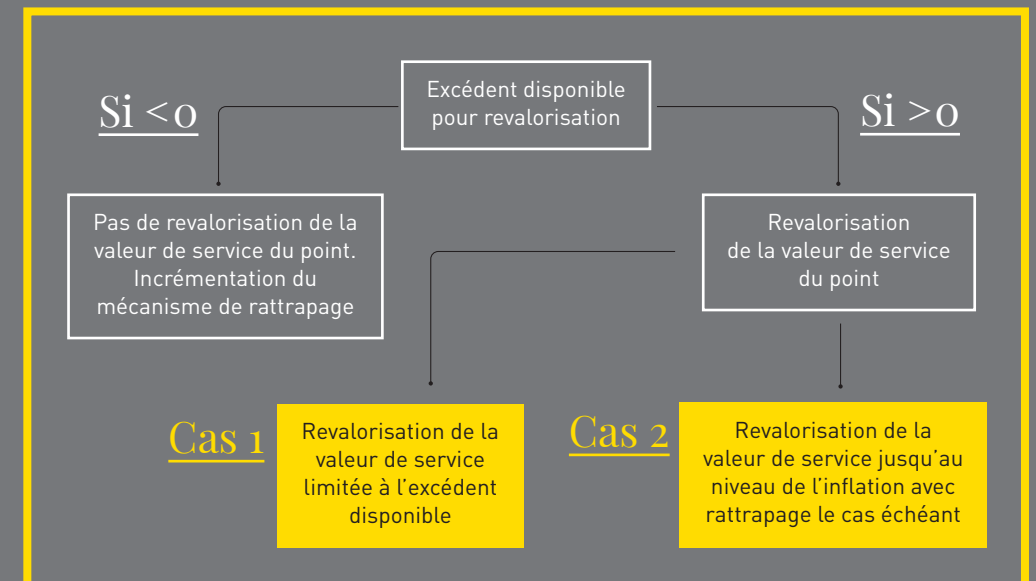 Excédent disponible
pour revalorisation
Si <0
Si >0
Pas de revalorisation de la
valeur de service du point.
Incrémentation du
mécanisme de rattrapage
Revalorisation
de la valeur de service
du point
Cas 1
Revalorisation de la
valeur de service
limitée à l’excédent
disponible
Cas 2
Revalorisation de la
valeur de service jusqu’au
niveau de l’inflation avec
rattrapage le cas échéant